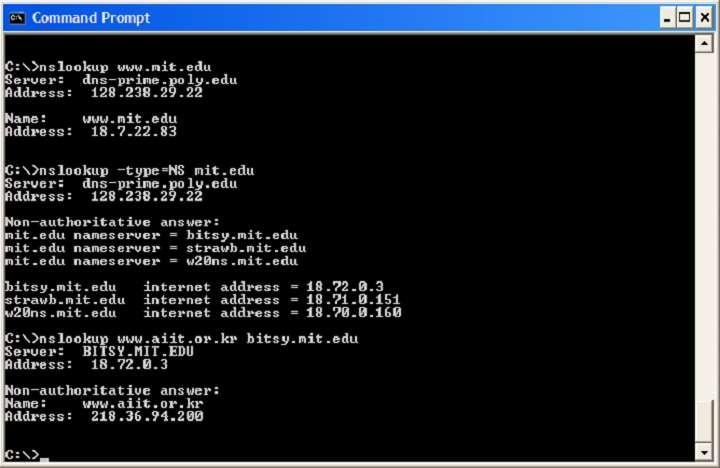 Command Prompt
C:\>nslookup www.mit.edu
Server:  dns-prime.poly.edu
Address:  128.238.29.22
Name:    www.mit.edu
Address:  18.7.22.83
C:\>nslookup -type=NS mit.edu
Server:  dns-prime.poly.edu
Address:  128.238.29.22
Non-authoritative answer:
mit.edu nameserver = bitsy.mit.edu
mit.edu nameserver = strawb.mit.edu
mit.edu nameserver = w20ns.mit.edu
bitsy.mit.edu   internet address = 18.72.0.3
strawb.mit.edu  internet address = 18.71.0.151
w20ns.mit.edu   internet address = 18.70.0.160
C:\>nslookup www.aiit.or.kr bitsy.mit.edu
Server:  BITSY.MIT.EDU
Address:  18.72.0.3
Non-authoritative answer:
Name:    www.aiit.or.kr
Address:  218.36.94.200
C:\>_